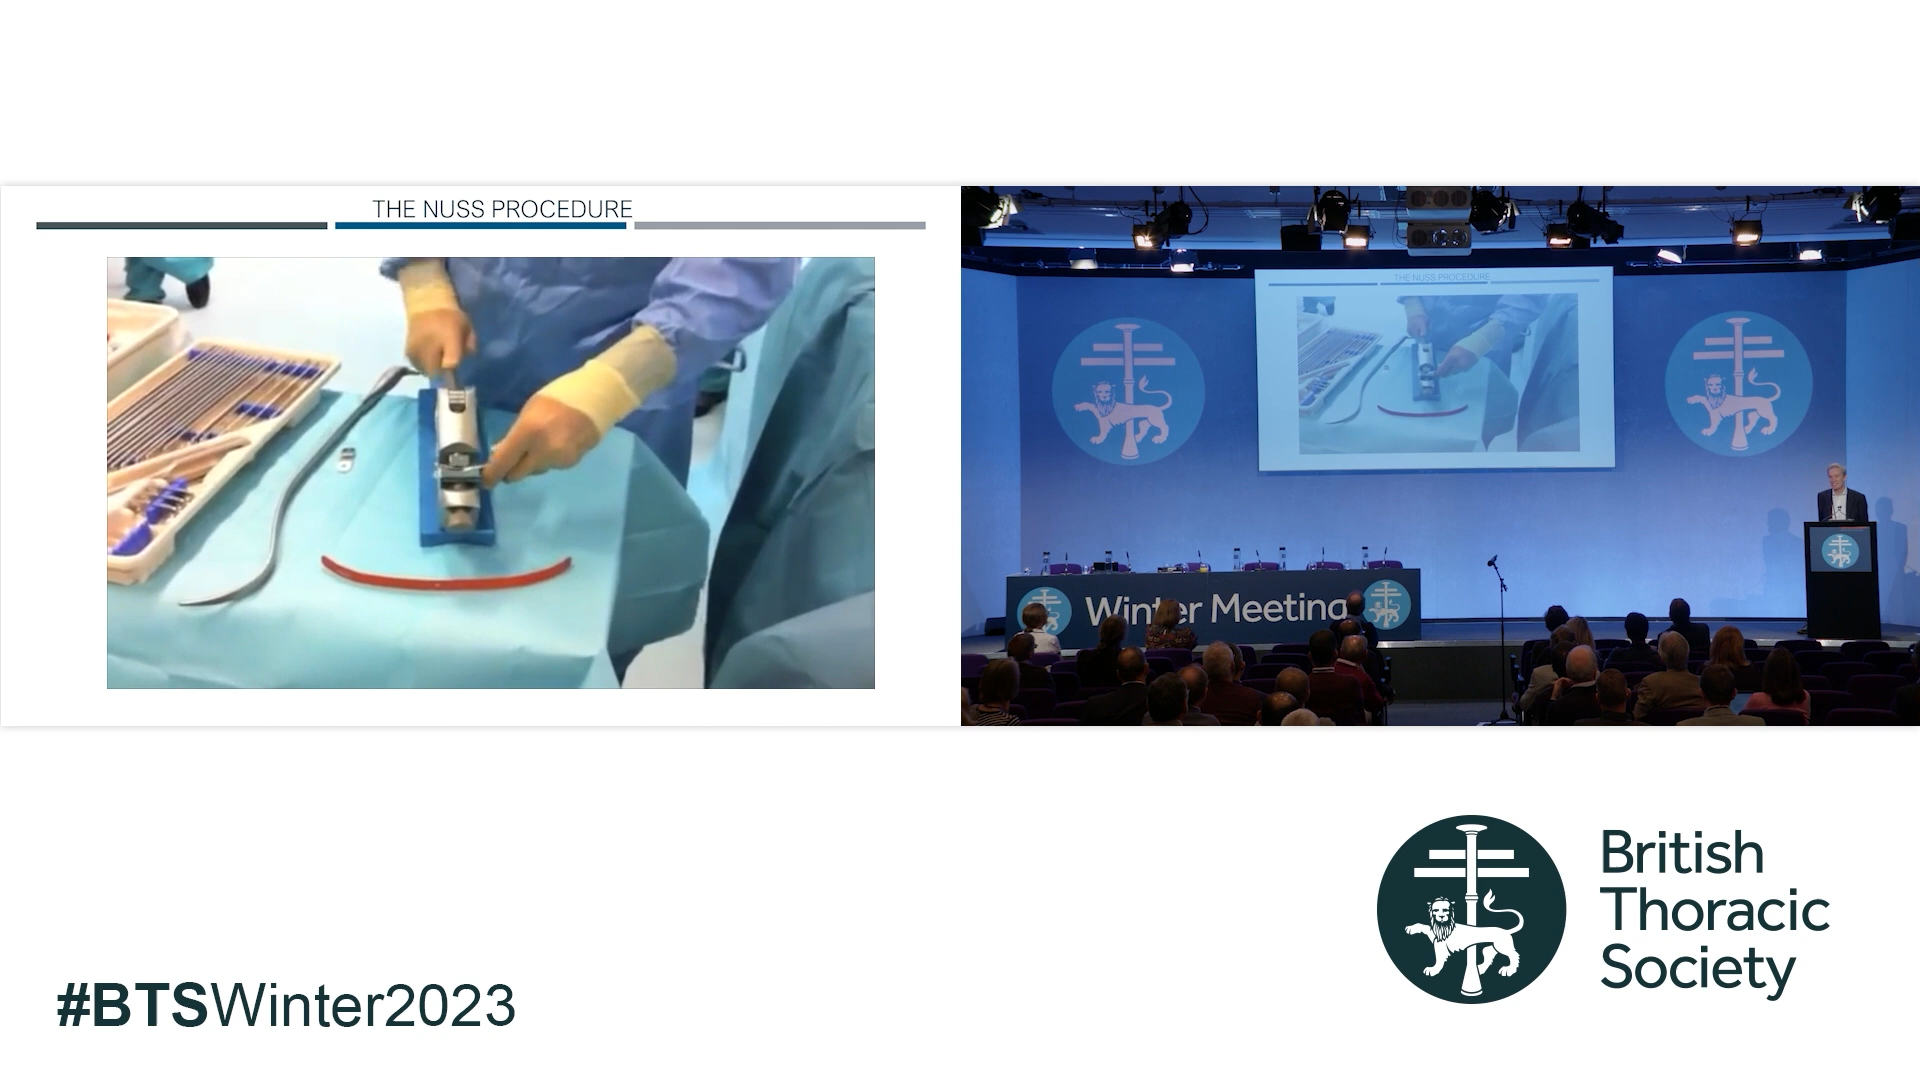 THE NUSS PROCEDURE
THE NUSS PROCEDURE
Winter Meeting
British
Thoracic
Society
#BTSWinter2023